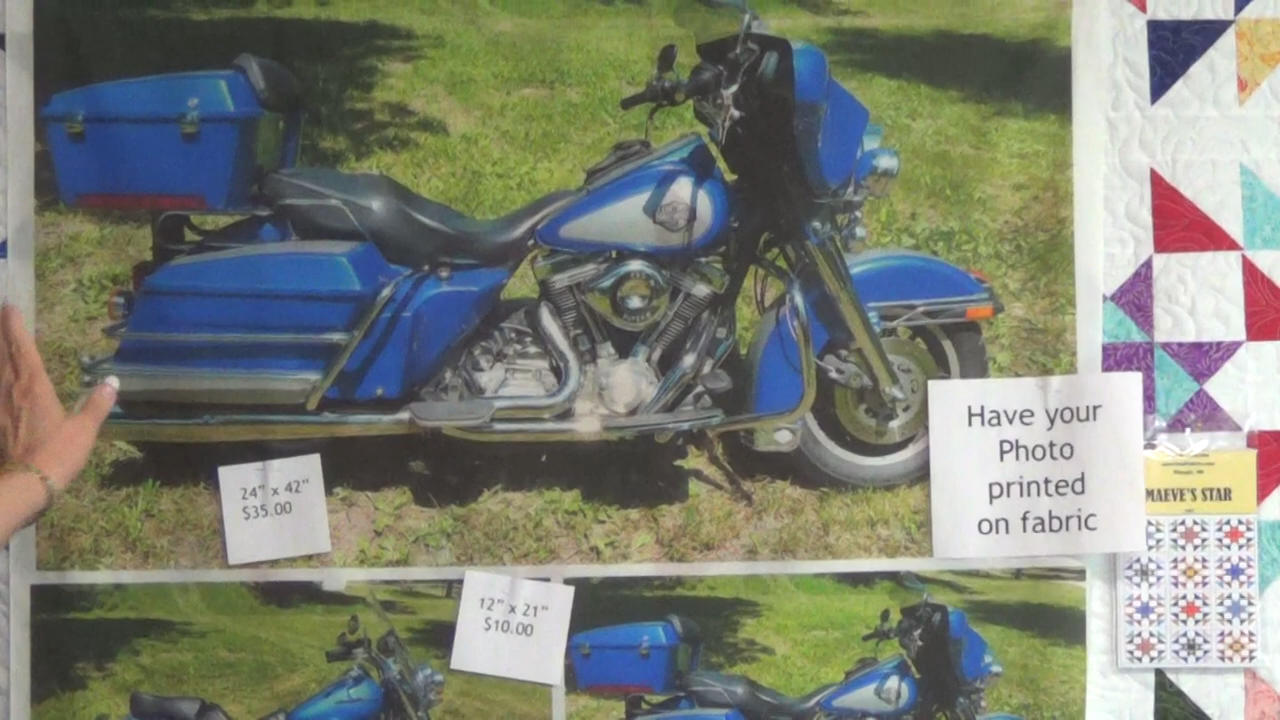 24" x 42"
$35.00
Have your
Photo
printed
on fabric
MAEVE'S STAR
12" x 21"
$10.00